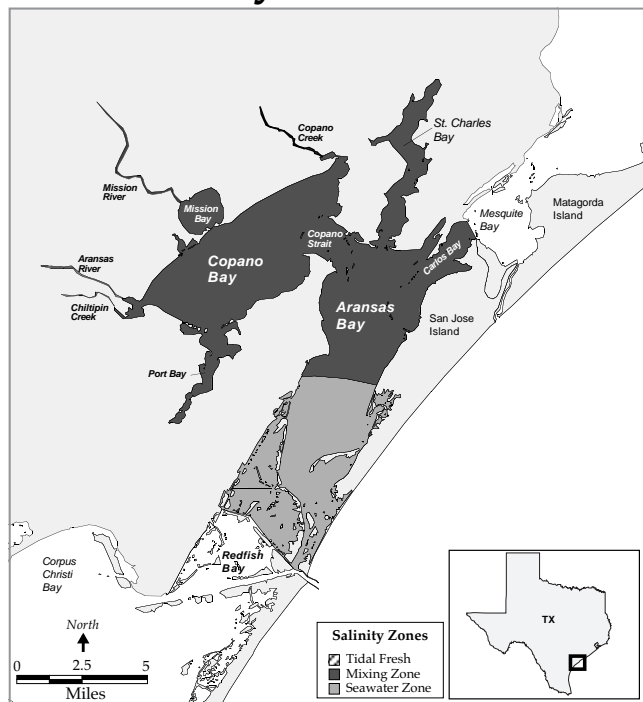 Copano
Creek
St. Charles
Bay
Mission
River
Mission
Bay
Mesquite
Bay
Matagorda
Island
Copano
Strait
Carlos Bay
Aransas
River
Copano
Bay
Chiltipin
Creek
Aransas
Bay
San Jose
Island
Port Bay
Redfish
Bay
Corpus
Christi
Bay
North
0 2.5 5
Miles
Salinity Zones
Tidal Fresh
Mixing Zone
Seawater Zone
TX